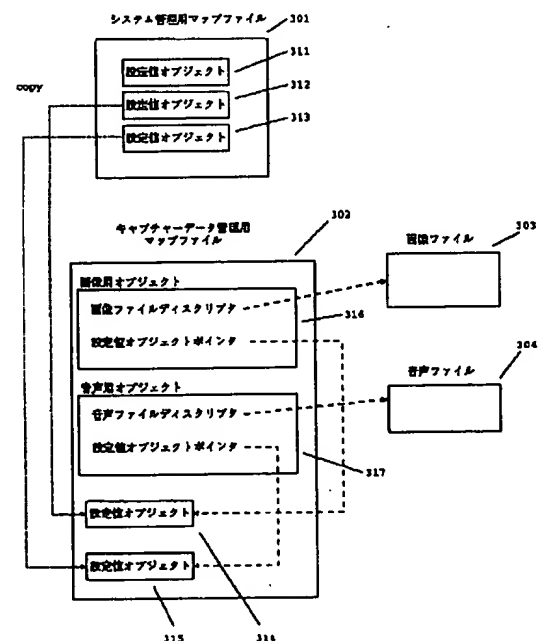 システム管理用マップファイル
301
311
設定値オブジェクト
312
copy
設定値オブジェクト
313
設定値オブジェクト
キャプチャーデータ管理用
マップファイル
302
画像ファイル
303
画像用オブジェクト
画像ファイルディスクリプタ
316
設定値オブジェクトポインタ
304
音声ファイル
音声用オブジェクト
音声ファイルディスクリプタ
設定値オブジェクトポインタ
317
設定値オブジェクト
設定値オブジェクト
315